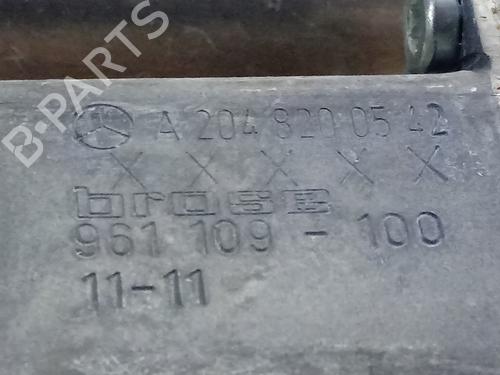 B-PARTS
A 204 820 05 42
X X X X X
brose
961 109 - 100
11-11